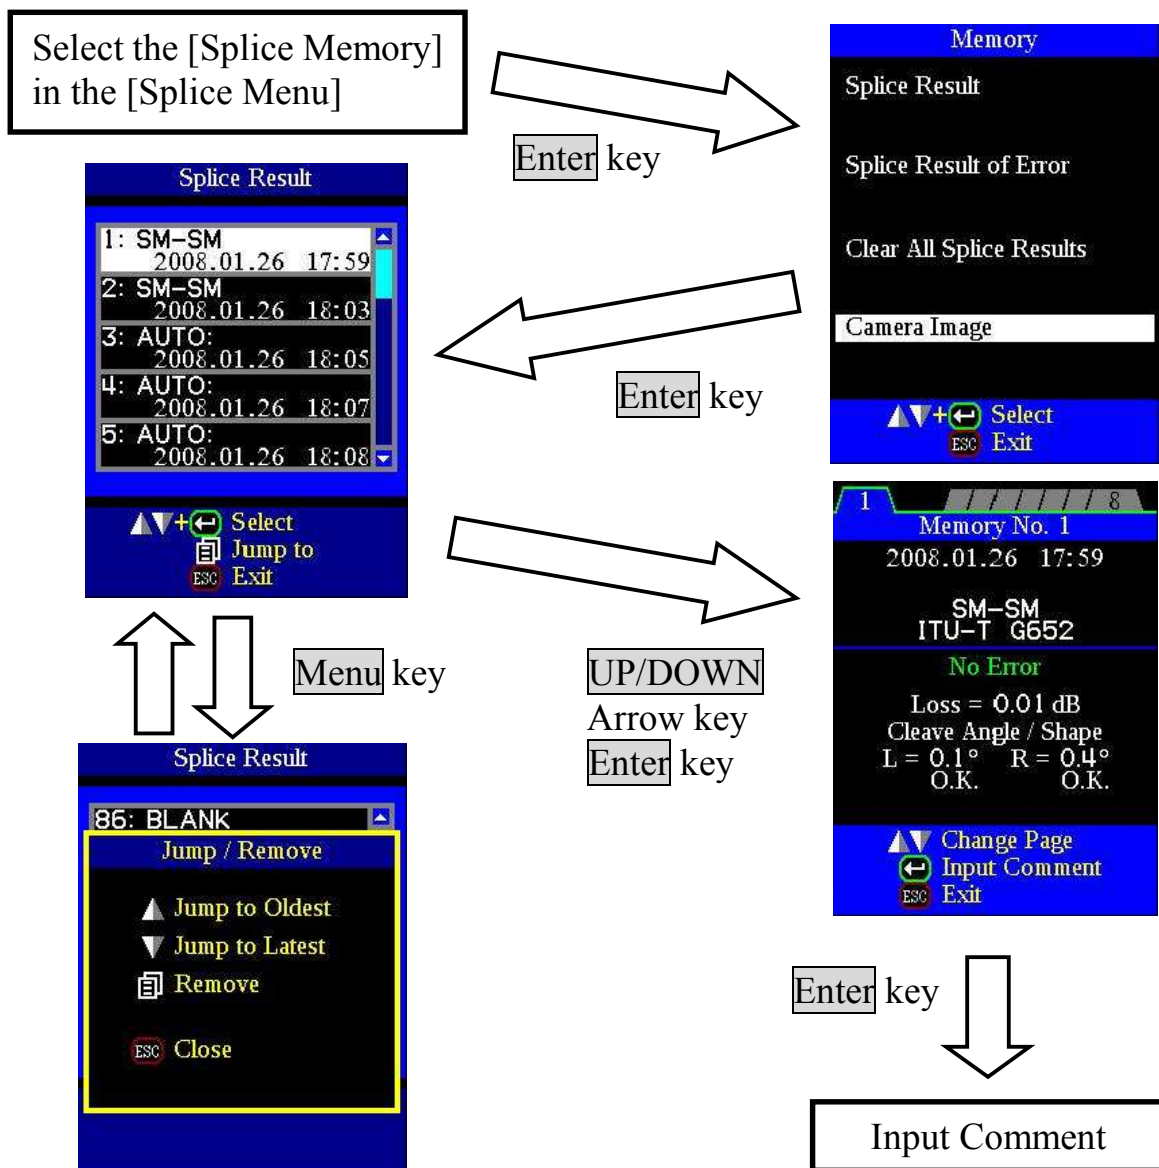 Select the [Splice Memory]
in the [Splice Menu]
Enter key
Memory
Splice Result
Splice Result of Error
Clear All Splice Results
Camera Image
+ Select
ESC Exit
Enter key
Splice Result
1: SM-SM
2008.01.26 17:59
2: SM-SM
2008.01.26 18:03
3: AUTO:
2008.01.26 18:05
4: AUTO:
2008.01.26 18:07
5: AUTO:
2008.01.26 18:08
+ Select
Jump to
ESC Exit
UP/DOWN
Arrow key
Enter key
1 8
Memory No. 1
2008.01.26 17:59
SM-SM
ITU-T G652
No Error
Loss = 0.01 dB
Cleave Angle / Shape
L = 0.1° R = 0.4°
O.K. O.K.
Change Page
Input Comment
ESC Exit
Menu key
Splice Result
86: BLANK
Jump / Remove
Jump to Oldest
Jump to Latest
Remove
ESC Close
Enter key
Input Comment